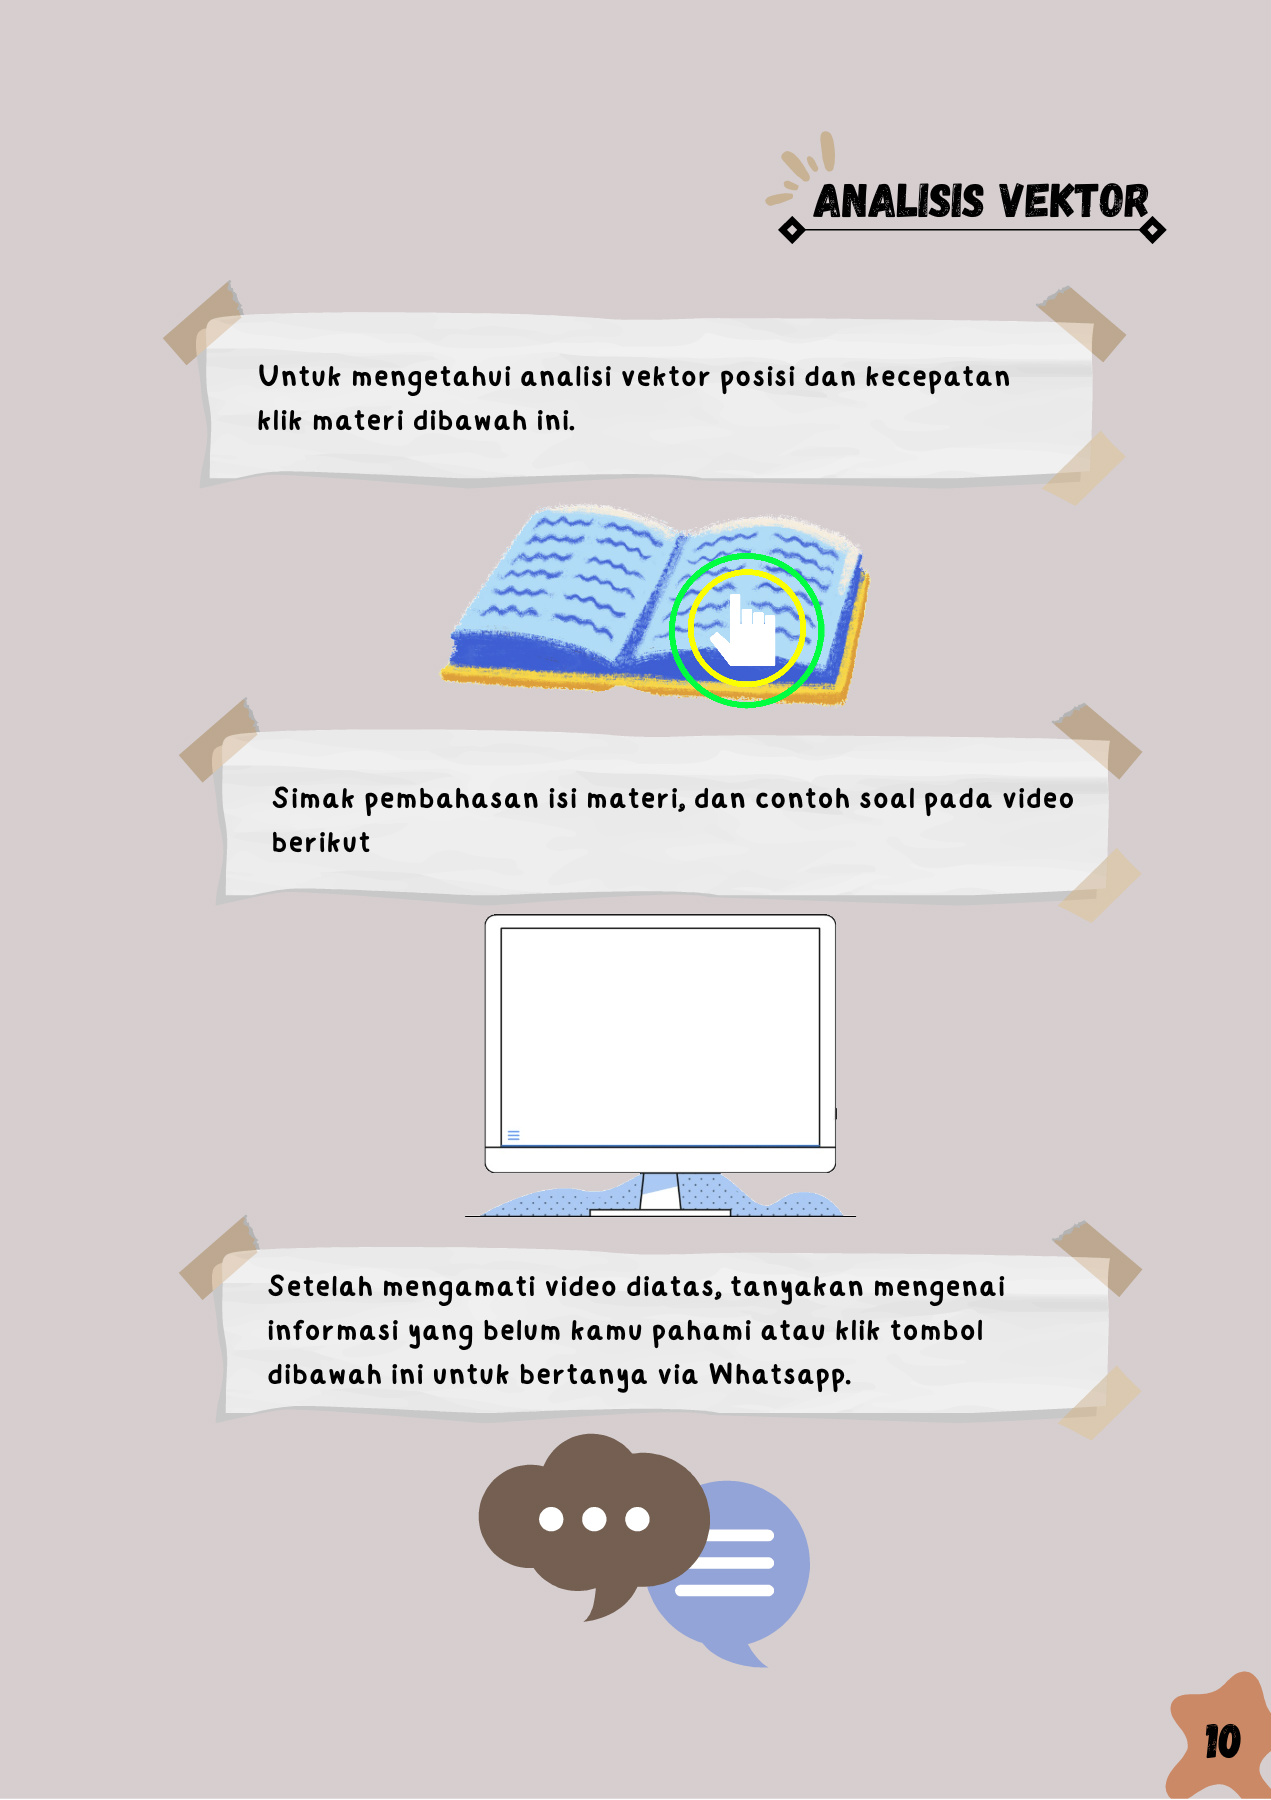 ANALISIS VEKTOR
Untuk mengetahui analisi vektor posisi dan kecepatan
klik materi dibawah ini.
Simak pembahasan isi materi, dan contoh soal pada video
berikut
Setelah mengamati video diatas, tanyakan mengenai
informasi yang belum kamu pahami atau klik tombol
dibawah ini untuk bertanya via Whatsapp.
10